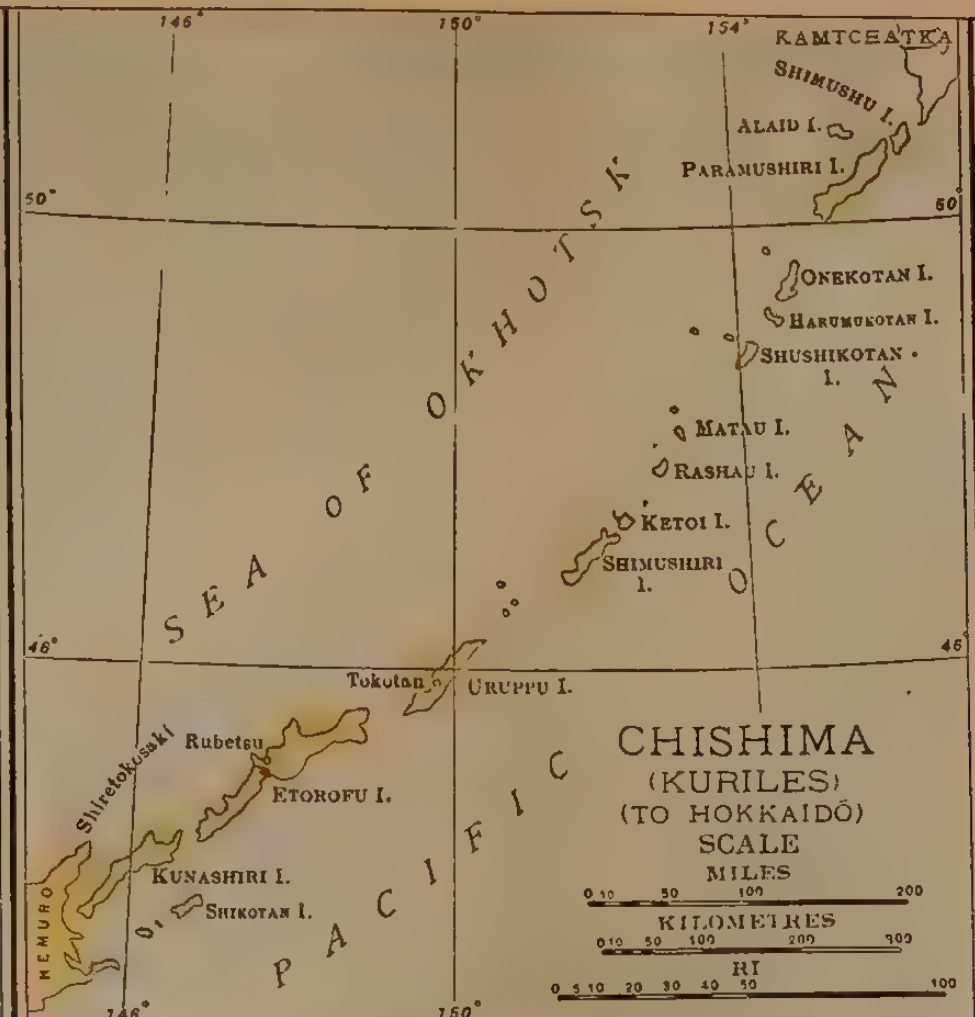 146°
150°
154°
KAMTCHATKA
SHIMUSHU I.
ALAID I.
PARAMUSHIRI I.
50°
50°
ONEKOTAN I.
HARUMUKOTAN I.
SHUSHIKOTAN
I.
MATAU I.
RASHAU I.
KETOI I.
SHIMUSHIRI
I.
SEA OF OKHOTSK
PACIFIC OCEAN
46°
46°
Tokotan
URUPPU I.
Rubetsu
ETOROFU I.
Shiretokosaki
KUNASHIRI I.
SHIKOTAN I.
NEMURO
146°
150°
CHISHIMA
(KURILES)
(TO HOKKAIDŌ)
SCALE
MILES
0 10 50 100 200
KILOMETRES
0 10 50 100 200 300
RI
0 5 10 20 30 40 50 100